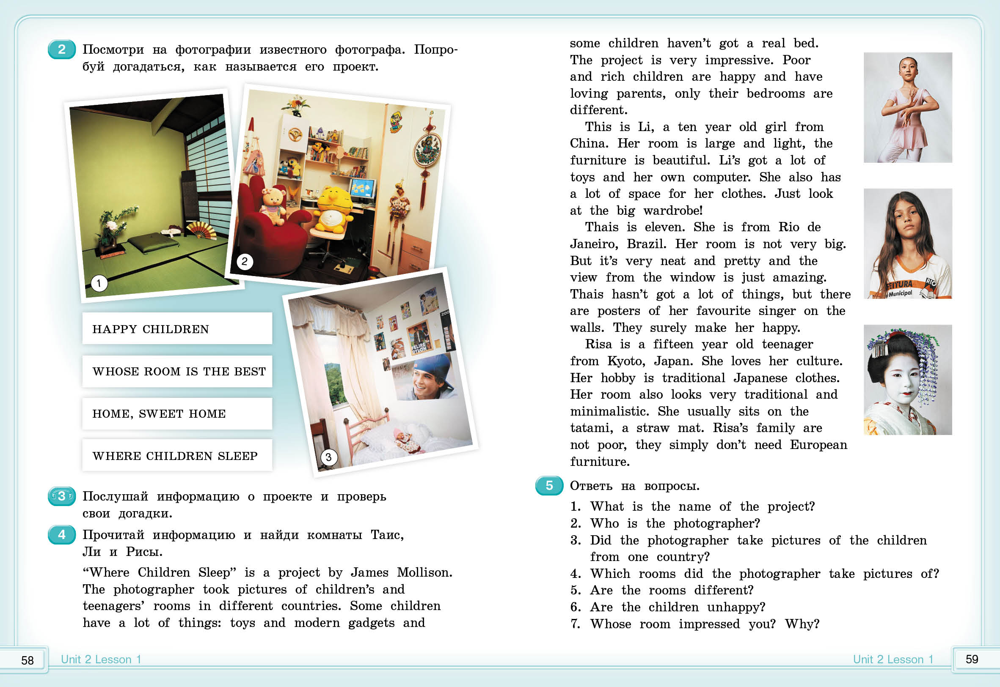 2 Посмотри на фотографии известного фотографа. Попро-
буй догадаться, как называется его проект.
1
2
3
ZOO
FELIPE
DYLON
HAPPY CHILDREN
WHOSE ROOM IS THE BEST
HOME, SWEET HOME
WHERE CHILDREN SLEEP
3 Послушай информацию о проекте и проверь
свои догадки.
4 Прочитай информацию и найди комнаты Таис,
Ли и Рисы.
“Where Children Sleep” is a project by James Mollison.
The photographer took pictures of children’s and
teenagers’ rooms in different countries. Some children
have a lot of things: toys and modern gadgets and
58 Unit 2 Lesson 1
some children haven’t got a real bed.
The project is very impressive. Poor
and rich children are happy and have
loving parents, only their bedrooms are
different.
This is Li, a ten year old girl from
China. Her room is large and light, the
furniture is beautiful. Li’s got a lot of
toys and her own computer. She also has
a lot of space for her clothes. Just look
at the big wardrobe!
Thais is eleven. She is from Rio de
Janeiro, Brazil. Her room is not very big.
But it’s very neat and pretty and the
view from the window is just amazing.
Thais hasn’t got a lot of things, but there
are posters of her favourite singer on the
walls. They surely make her happy.
Risa is a fifteen year old teenager
from Kyoto, Japan. She loves her culture.
Her hobby is traditional Japanese clothes.
Her room also looks very traditional and
minimalistic. She usually sits on the
tatami, a straw mat. Risa’s family are
not poor, they simply don’t need European
furniture.
EITURA RIO
Municipal
5 Ответь на вопросы.
1. What is the name of the project?
2. Who is the photographer?
3. Did the photographer take pictures of the children
from one country?
4. Which rooms did the photographer take pictures of?
5. Are the rooms different?
6. Are the children unhappy?
7. Whose room impressed you? Why?
Unit 2 Lesson 1 59